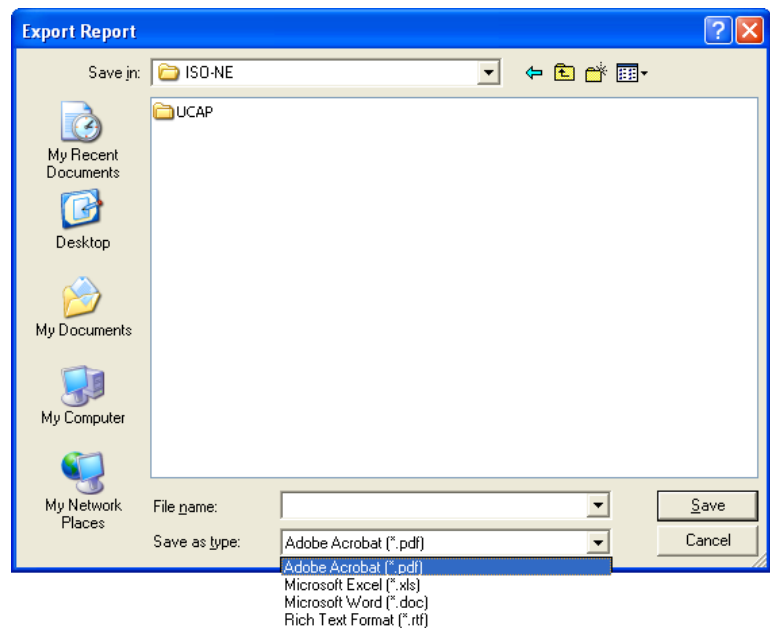 Export Report
Save in:
ISO-NE
UCAP
My Recent
Documents
Desktop
My Documents
My Computer
My Network
Places
File name:
Save
Save as type:
Adobe Acrobat (*.pdf)
Cancel
Adobe Acrobat (*.pdf)
Microsoft Excel (*.xls)
Microsoft Word (*.doc)
Rich Text Format (*.rtf)